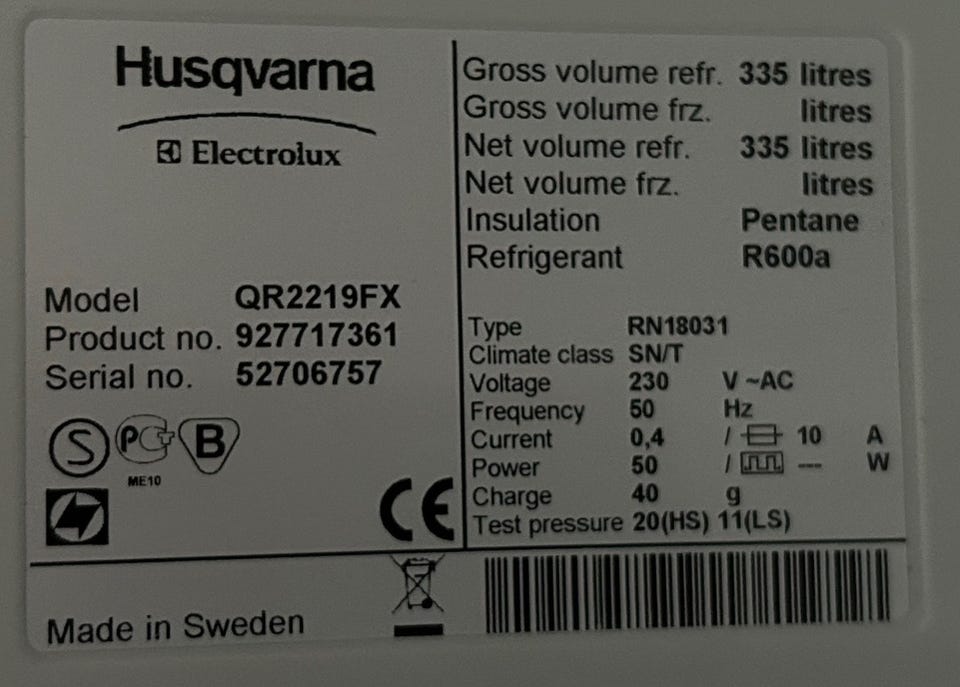 Husqvarna
Electrolux
Model QR2219FX
Product no. 927717361
Serial no. 52706757
S PCT B
ME10
CE
Made in Sweden
Gross volume refr. 335 litres
Gross volume frz. litres
Net volume refr. 335 litres
Net volume frz. litres
Insulation Pentane
Refrigerant R600a
Type RN18031
Climate class SN/T
Voltage 230 V ~AC
Frequency 50 Hz
Current 0,4 / 10 A
Power 50 / --- W
Charge 40 g
Test pressure 20(HS) 11(LS)